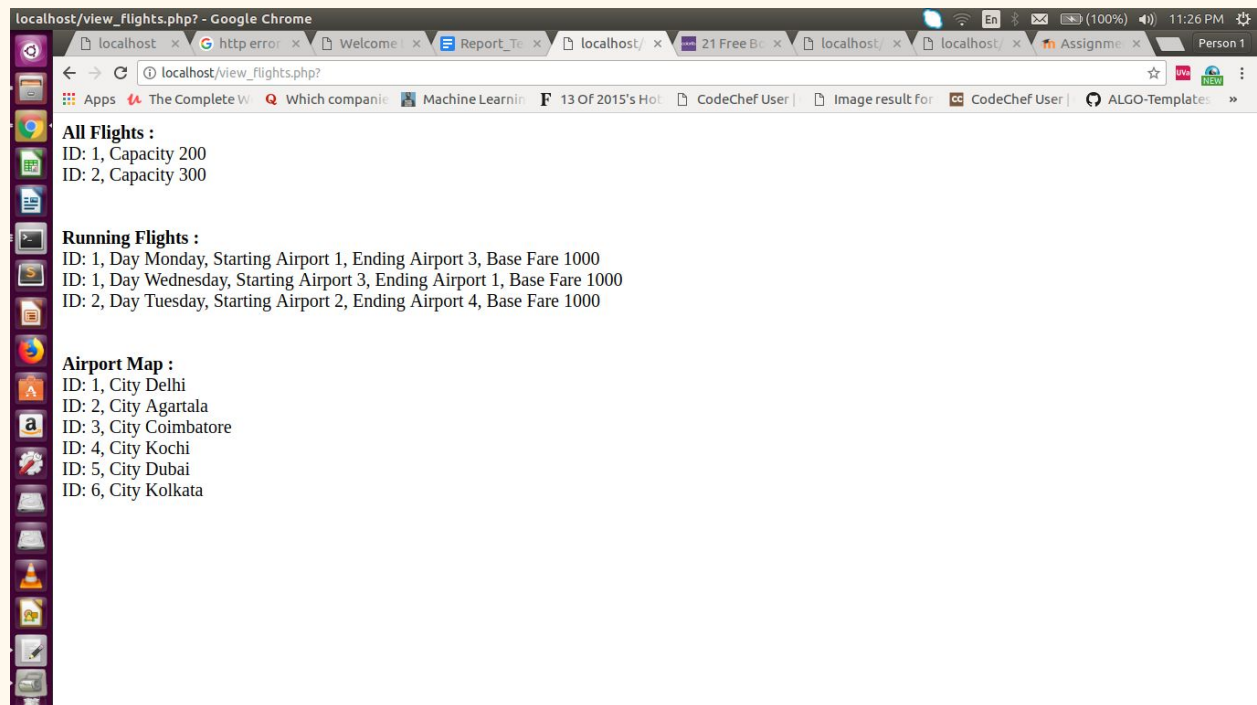 localhost/view_flights.php? - Google Chrome
En (100%) 11:26 PM
localhost
http error
Welcome
Report_Te
localhost/
21 Free Bo
localhost/
localhost/
Assignme
Person 1
localhost/view_flights.php?
UVa
NEW
Apps
The Complete W
Which companie
Machine Learnin
13 Of 2015's Hot
CodeChef User |
Image result for
CodeChef User |
ALGO-Templates
»
All Flights :
ID: 1, Capacity 200
ID: 2, Capacity 300
Running Flights :
ID: 1, Day Monday, Starting Airport 1, Ending Airport 3, Base Fare 1000
ID: 1, Day Wednesday, Starting Airport 3, Ending Airport 1, Base Fare 1000
ID: 2, Day Tuesday, Starting Airport 2, Ending Airport 4, Base Fare 1000
Airport Map :
ID: 1, City Delhi
ID: 2, City Agartala
ID: 3, City Coimbatore
ID: 4, City Kochi
ID: 5, City Dubai
ID: 6, City Kolkata